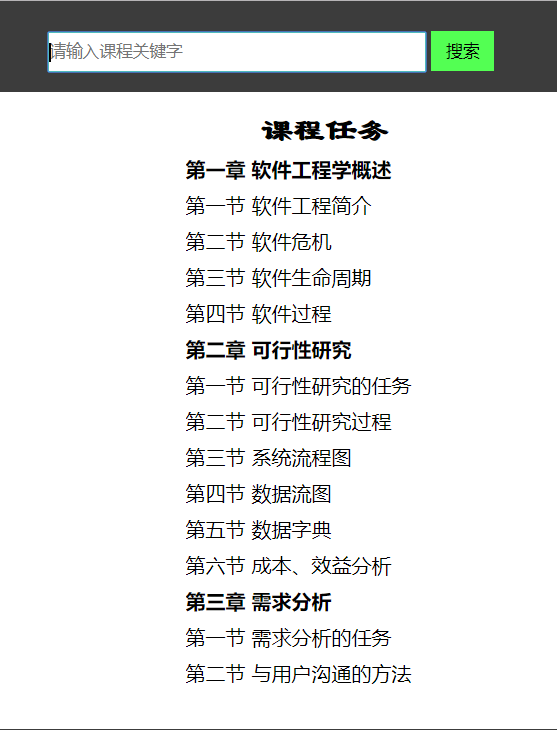 请输入课程关键字 搜索
课程任务
第一章 软件工程学概述
第一节 软件工程简介
第二节 软件危机
第三节 软件生命周期
第四节 软件过程
第二章 可行性研究
第一节 可行性研究的任务
第二节 可行性研究过程
第三节 系统流程图
第四节 数据流图
第五节 数据字典
第六节 成本、效益分析
第三章 需求分析
第一节 需求分析的任务
第二节 与用户沟通的方法